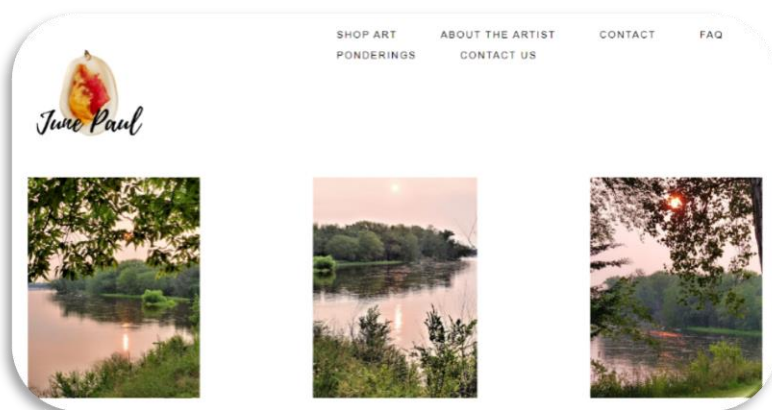 SHOP ART ABOUT THE ARTIST CONTACT FAQ
PONDERINGS CONTACT US
June Paul